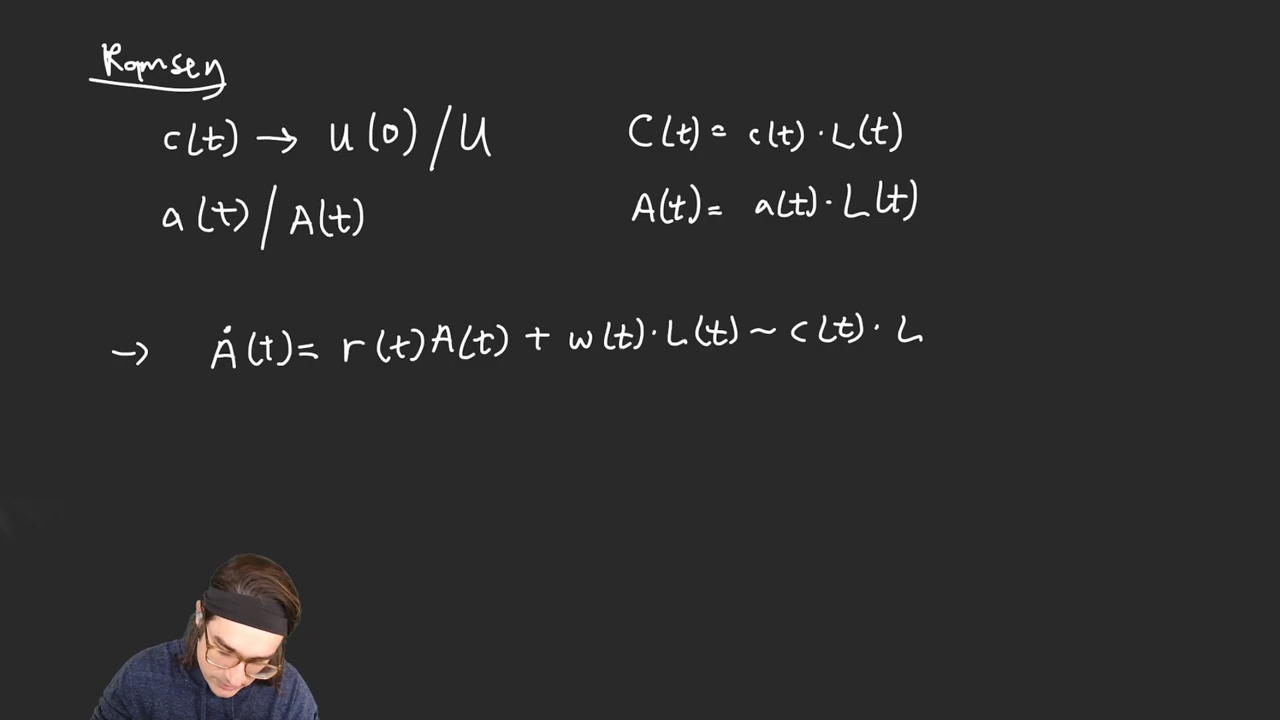 Ramsey
c(t) → U(0)/U
C(t) = c(t) · L(t)
a(t)/A(t)
A(t) = a(t) · L(t)
→ Ȧ(t) = r(t)A(t) + w(t) · L(t) ~ c(t) · L